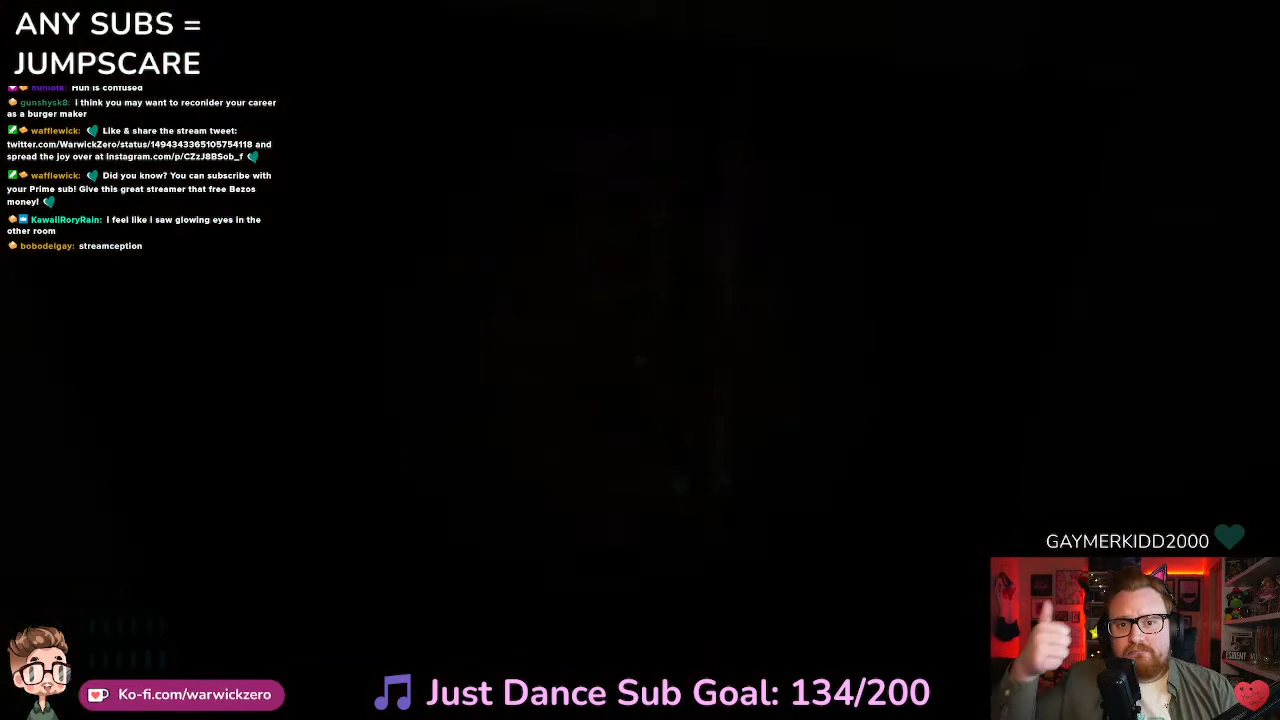 ANY SUBS =
JUMPSCARE
Hun is confused
gunshysk8: i think you may want to reconider your career
as a burger maker
wafflewick: Like & share the stream tweet:
twitter.com/WarwickZero/status/1494343365105754118 and
spread the joy over at instagram.com/p/CZzJ8BSob_f
wafflewick: Did you know? You can subscribe with
your Prime sub! Give this great streamer that free Bezos
money!
KawaiiRoryRain: i feel like i saw glowing eyes in the
other room
bobodelgay: streamception
GAYMERKIDD2000
Ko-fi.com/warwickzero
Just Dance Sub Goal: 134/200